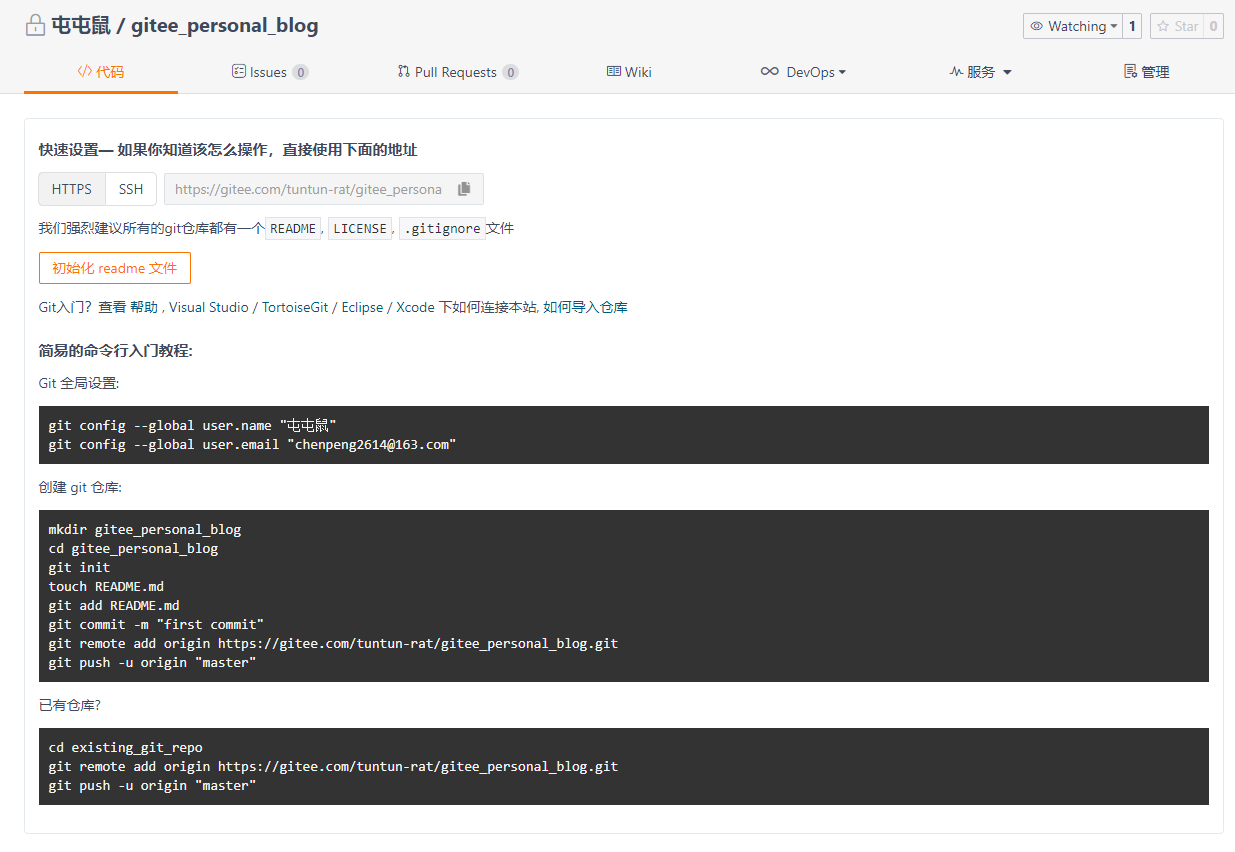 屯屯鼠 / gitee_personal_blog
Watching 1 Star 0
代码 Issues 0 Pull Requests 0 Wiki DevOps 服务 管理
快速设置— 如果你知道该怎么操作，直接使用下面的地址
HTTPS SSH https://gitee.com/tuntun-rat/gitee_persona
我们强烈建议所有的git仓库都有一个 README, LICENSE, .gitignore 文件
初始化 readme 文件
Git入门？查看 帮助 , Visual Studio / TortoiseGit / Eclipse / Xcode 下如何连接本站, 如何导入仓库
简易的命令行入门教程:
Git 全局设置:
git config --global user.name "屯屯鼠"
git config --global user.email "chenpeng2614@163.com"
创建 git 仓库:
mkdir gitee_personal_blog
cd gitee_personal_blog
git init
touch README.md
git add README.md
git commit -m "first commit"
git remote add origin https://gitee.com/tuntun-rat/gitee_personal_blog.git
git push -u origin "master"
已有仓库?
cd existing_git_repo
git remote add origin https://gitee.com/tuntun-rat/gitee_personal_blog.git
git push -u origin "master"